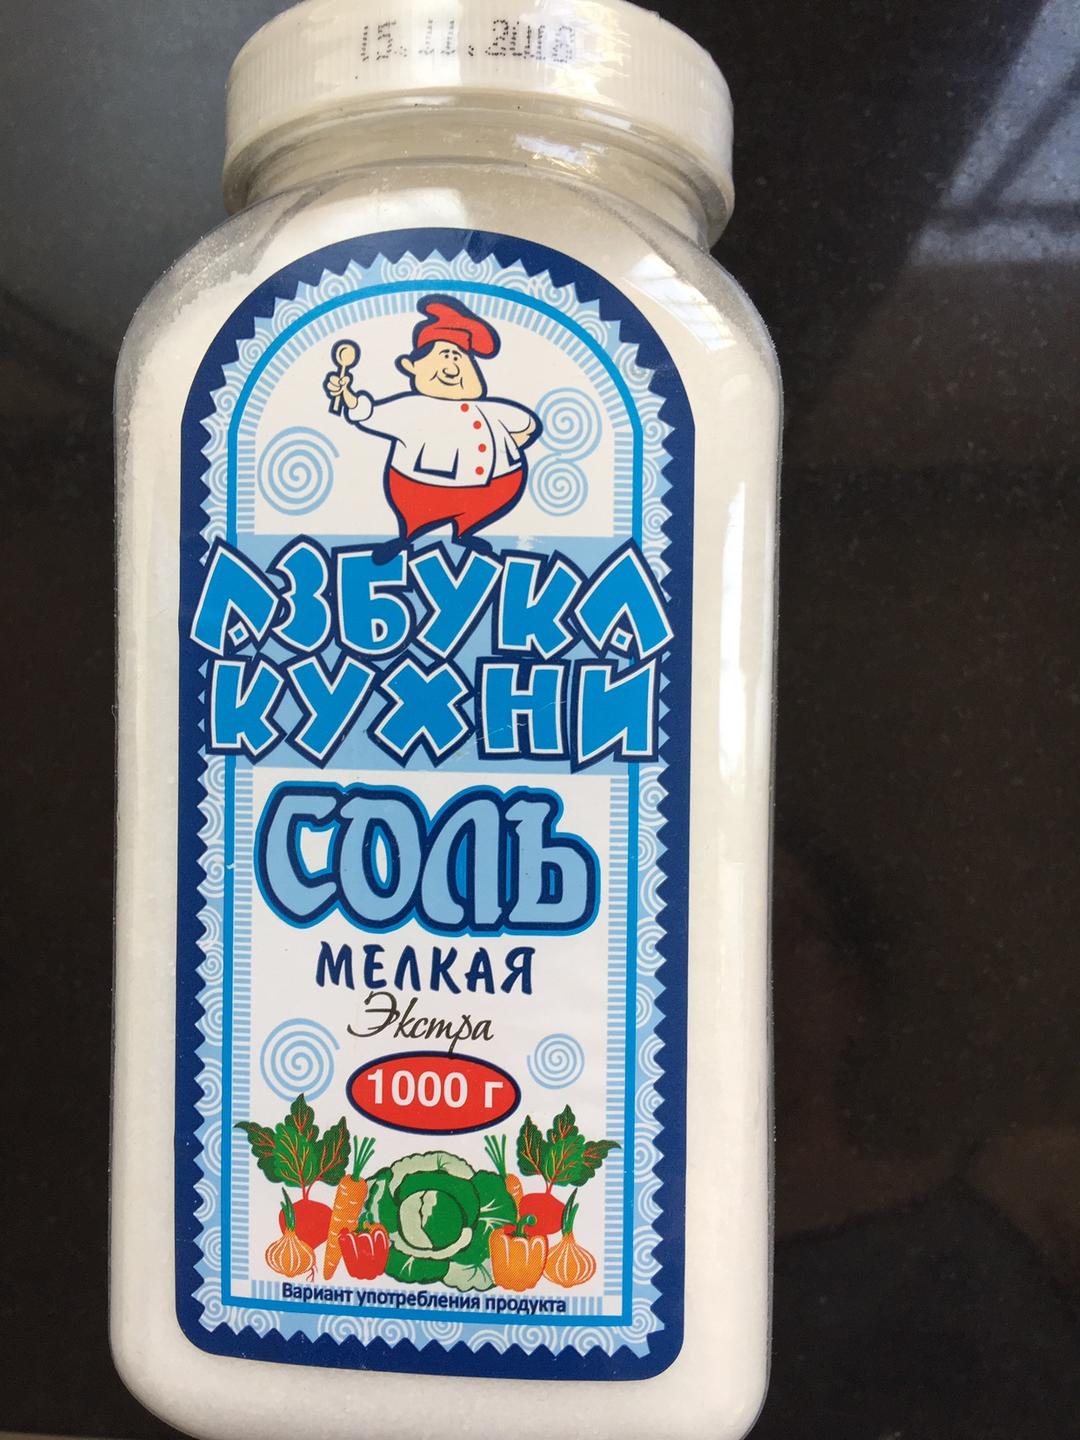 15.11.2018
АЗБУКА
КУХНИ
СОЛЬ
МЕЛКАЯ
Экстра
1000 г
Вариант употребления продукта